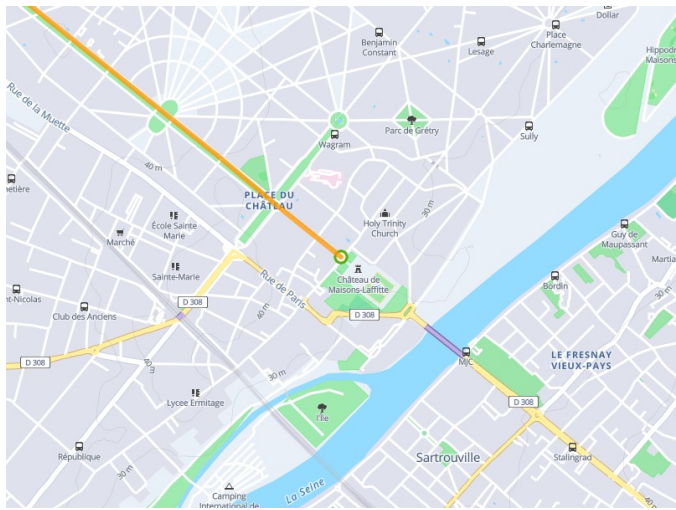 Dollar
Benjamin
Constant
Lesage
Place
Charlemagne
Hippodr
Maisons
Rue de la Muette
Parc de Grétry
Sully
Wagram
40 m
netière
PLACE DU
CHÂTEAU
30 m
École Sainte
Marie
Holy Trinity
Church
Guy de
Maupassant
Marché
Martia
Sainte-Marie
Château de
Maisons-Laffitte
Rue de Paris
Bordin
30 m
nt-Nicolas
D 308
Club des Anciens
40 m
D 308
D 308
40 m
30 m
MJC
LE FRESNAY
VIEUX-PAYS
Lycee Ermitage
l'Île
D 308
République
Sartrouville
Stalingrad
30 m
Camping
International de
La Seine
40 m